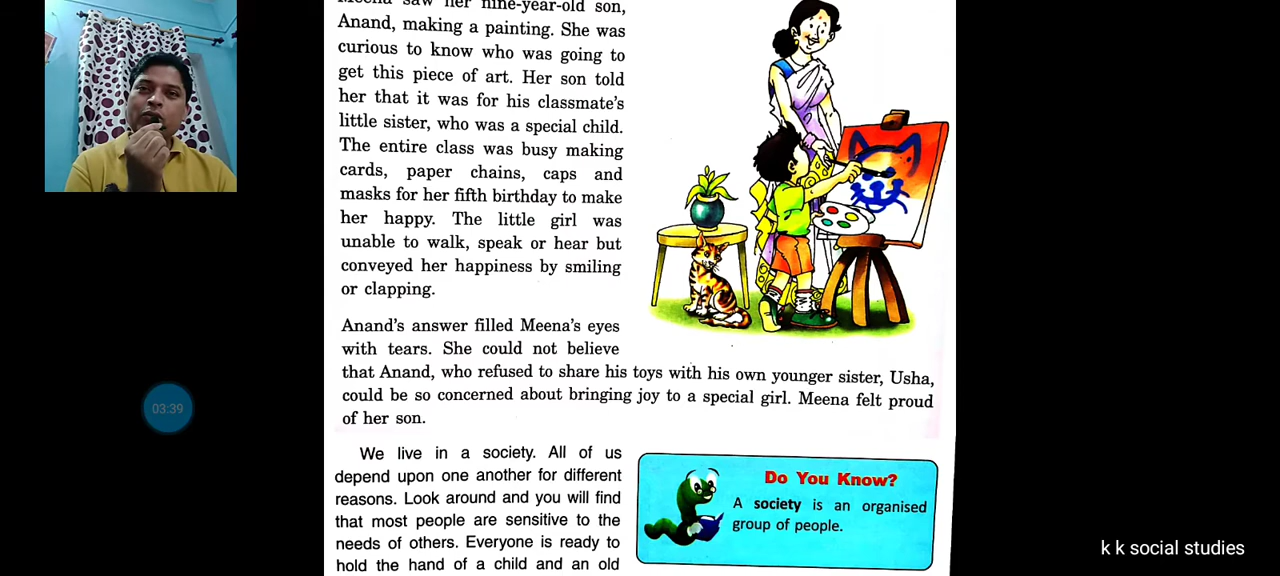 Meena saw her nine-year-old son,
Anand, making a painting. She was
curious to know who was going to
get this piece of art. Her son told
her that it was for his classmate's
little sister, who was a special child.
The entire class was busy making
cards, paper chains, caps and
masks for her fifth birthday to make
her happy. The little girl was
unable to walk, speak or hear but
conveyed her happiness by smiling
or clapping.
Anand's answer filled Meena's eyes
with tears. She could not believe
that Anand, who refused to share his toys with his own younger sister, Usha,
could be so concerned about bringing joy to a special girl. Meena felt proud
of her son.
We live in a society. All of us
depend upon one another for different
reasons. Look around and you will find
that most people are sensitive to the
needs of others. Everyone is ready to
hold the hand of a child and an old
Do You Know?
A society is an organised
group of people.
03:39
k k social studies